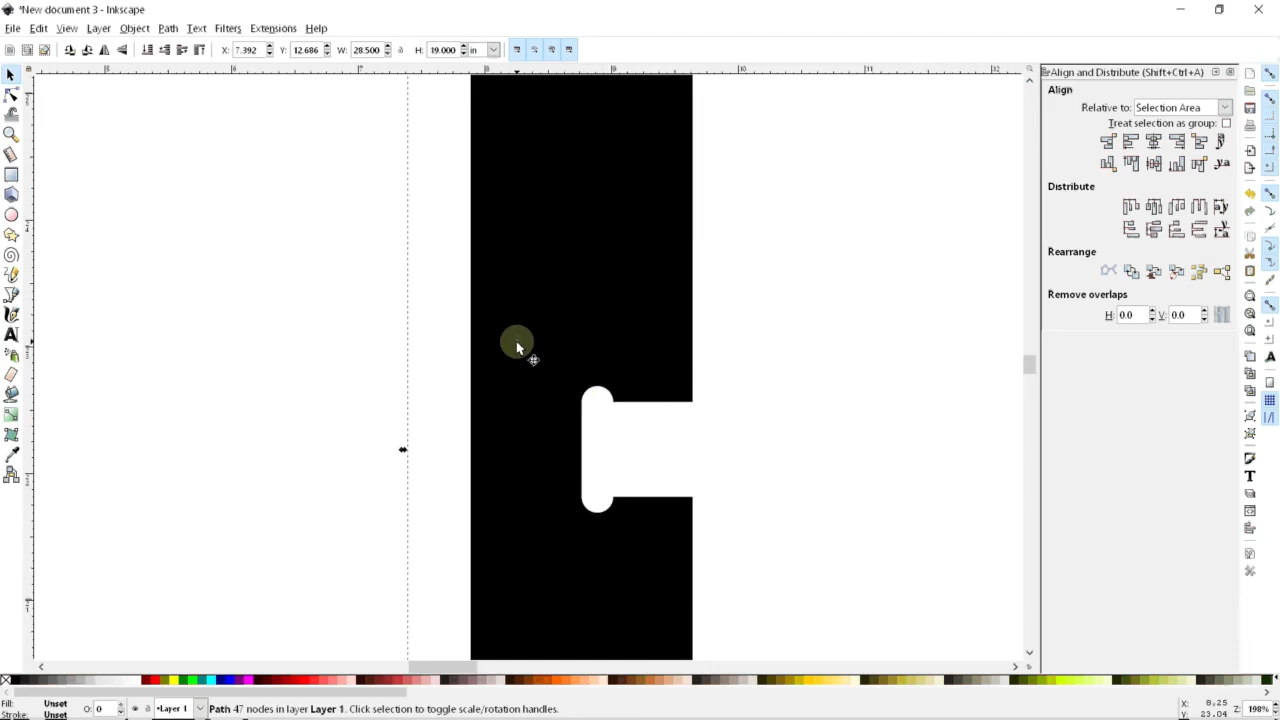 *New document 3 - Inkscape
File Edit View Layer Object Path Text Filters Extensions Help
X: 7.392 Y: 12.686 W: 28.500 H: 19.000 in
Align and Distribute (Shift+Ctrl+A)
Align
Relative to: Selection Area
Treat selection as group:
Distribute
Rearrange
Remove overlaps
H: 0.0 V: 0.0
Fill: Unset
Stroke: Unset
O: 0
•Layer 1
Path 47 nodes in layer Layer 1. Click selection to toggle scale/rotation handles.
X: 8.25
Y: 23.04
Z: 198%